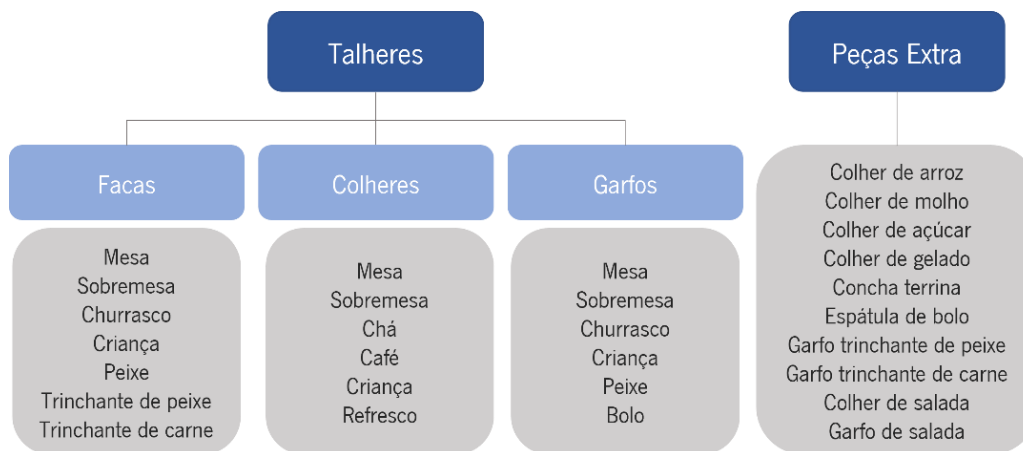 Talheres
Peças Extra
Facas
Colheres
Garfos
Mesa
Sobremesa
Churrasco
Criança
Peixe
Trinchante de peixe
Trinchante de carne
Mesa
Sobremesa
Chá
Café
Criança
Refresco
Mesa
Sobremesa
Churrasco
Criança
Peixe
Bolo
Colher de arroz
Colher de molho
Colher de açúcar
Colher de gelado
Concha terrina
Espátula de bolo
Garfo trinchante de peixe
Garfo trinchante de carne
Colher de salada
Garfo de salada